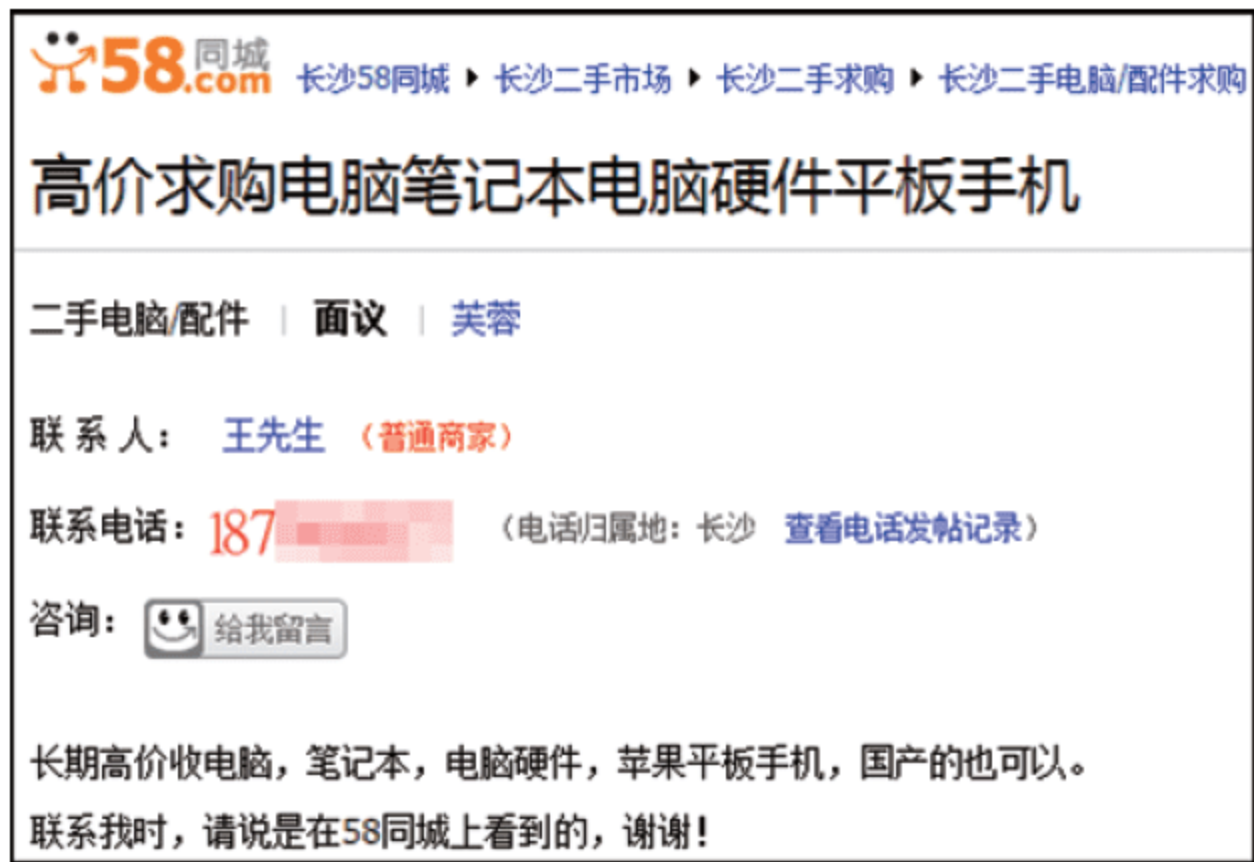 58同城.com 长沙58同城 ▶ 长沙二手市场 ▶ 长沙二手求购 ▶ 长沙二手电脑/配件求购
高价求购电脑笔记本电脑硬件平板手机
二手电脑/配件 | 面议 | 芙蓉
联 系 人： 王先生 （普通商家）
联系电话：187 （电话归属地：长沙 查看电话发帖记录）
咨询： 给我留言
长期高价收电脑，笔记本，电脑硬件，苹果平板手机，国产的也可以。
联系我时，请说是在58同城上看到的，谢谢！